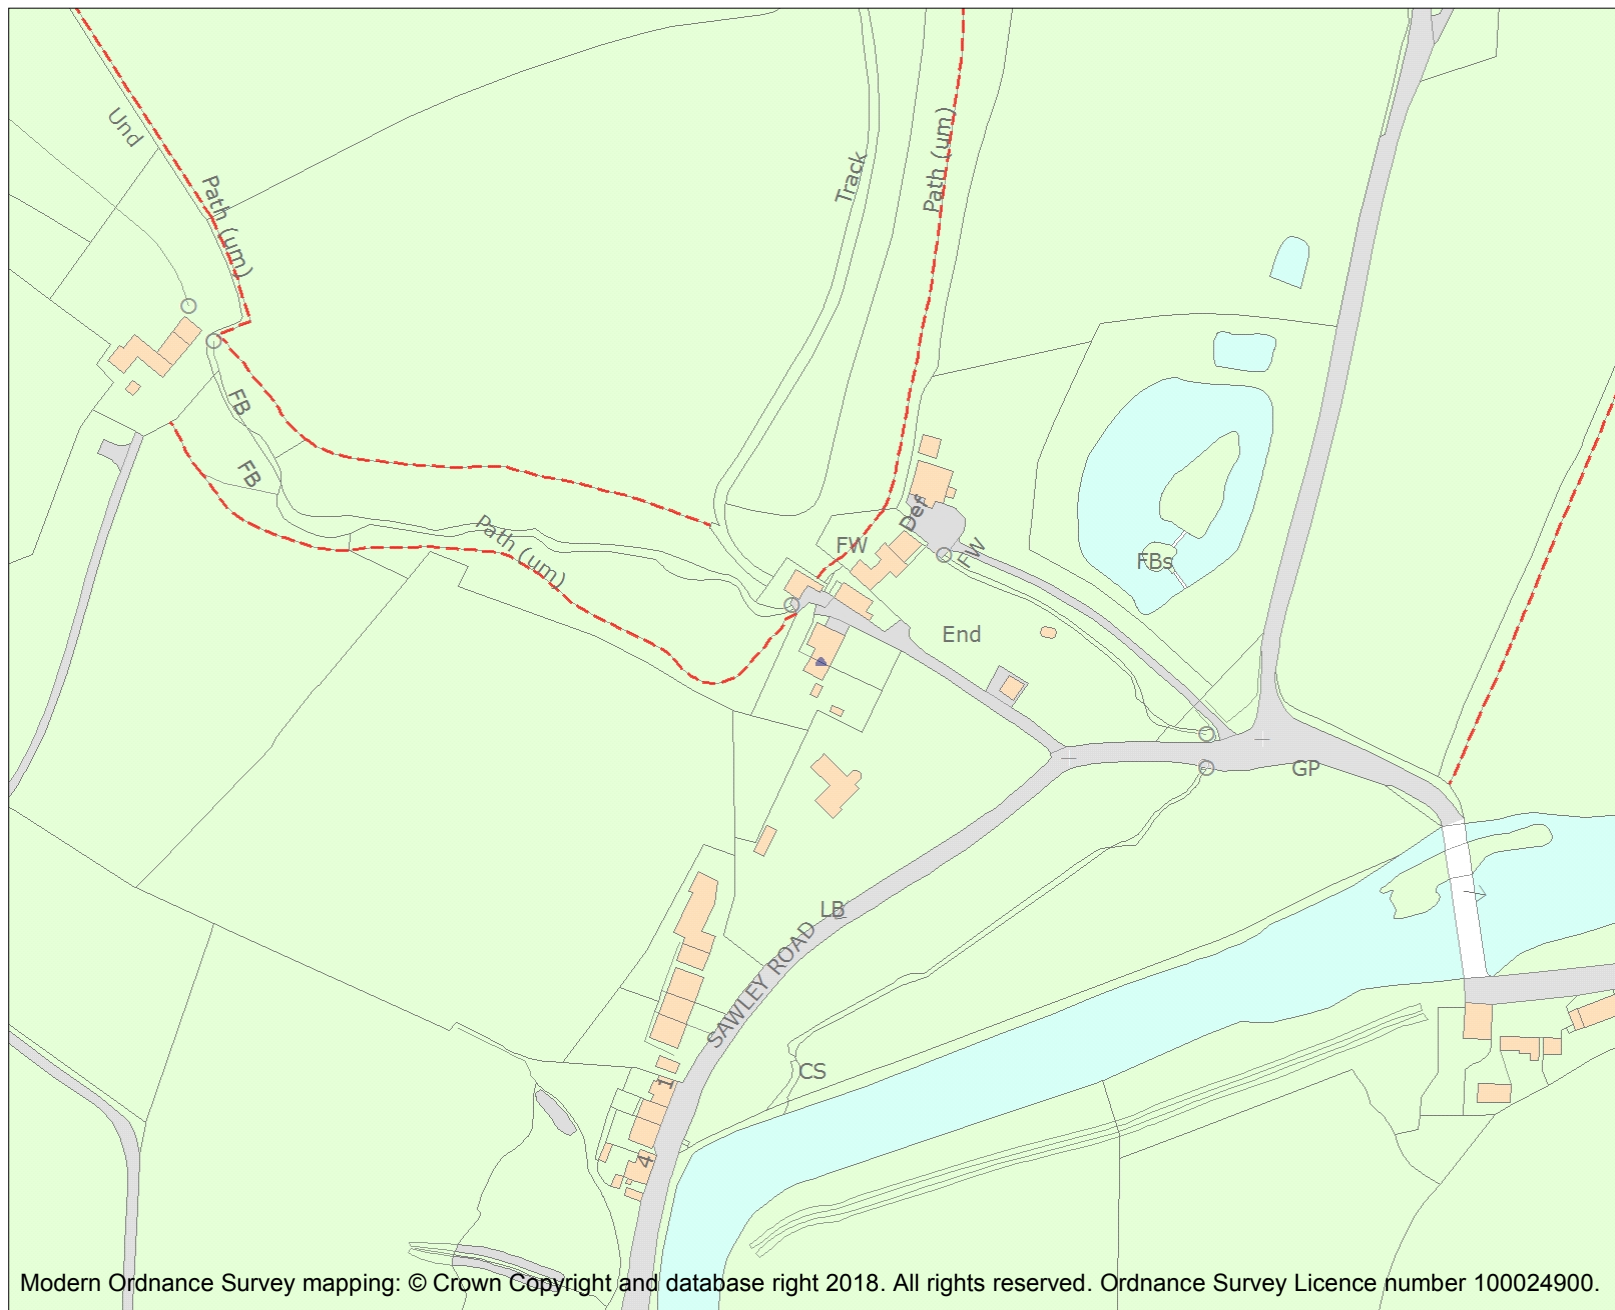 Und
Path (um)
Track
Path (um)
FB
FB
Path (um)
Def
FW
FW
FBs
End
GP
LB
SAWLEY ROAD
CS
1
4
Modern Ordnance Survey mapping: © Crown Copyright and database right 2018. All rights reserved. Ordnance Survey Licence number 100024900.